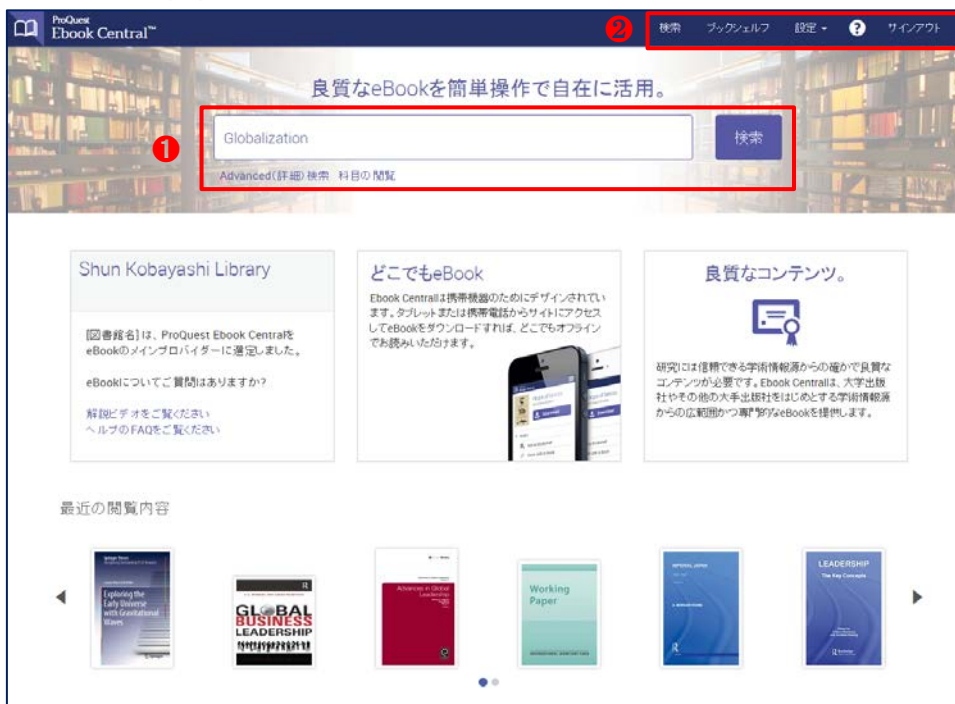 ProQuest
Ebook Central™
❷
検索 ブックシェルフ 設定 ? サインアウト
良質なeBookを簡単操作で自在に活用。
❶
Globalization
検索
Advanced(詳細)検索 科目の閲覧
Shun Kobayashi Library
[図書館名]は、ProQuest Ebook Centralを
eBookのメインプロバイダーに選定しました。
eBookについてご質問はありますか?
解説ビデオをご覧ください
ヘルプのFAQをご覧ください
どこでもeBook
Ebook Centralは携帯機器のためにデザインされてい
ます。タブレットまたは携帯電話からサイトにアクセス
してeBookをダウンロードすれば、どこでもオフライン
でお読みいただけます。
良質なコンテンツ。
研究には信頼できる学術情報源からの確かで良質な
コンテンツが必要です。Ebook Centralは、大学出版
社やその他の大手出版社をはじめとする学術情報源
からの広範囲かつ専門的なeBookを提供します。
最近の閲覧内容
Exploring the
Early Universe
with Gravitational
Waves
Springer
R
GLOBAL
BUSINESS
LEADERSHIP
Advances in Global
Leadership
Working
Paper
INTERNATIONAL MONETARY FUND
IMPERIAL JAPAN
R
LEADERSHIP
The Key Concepts
Routledge